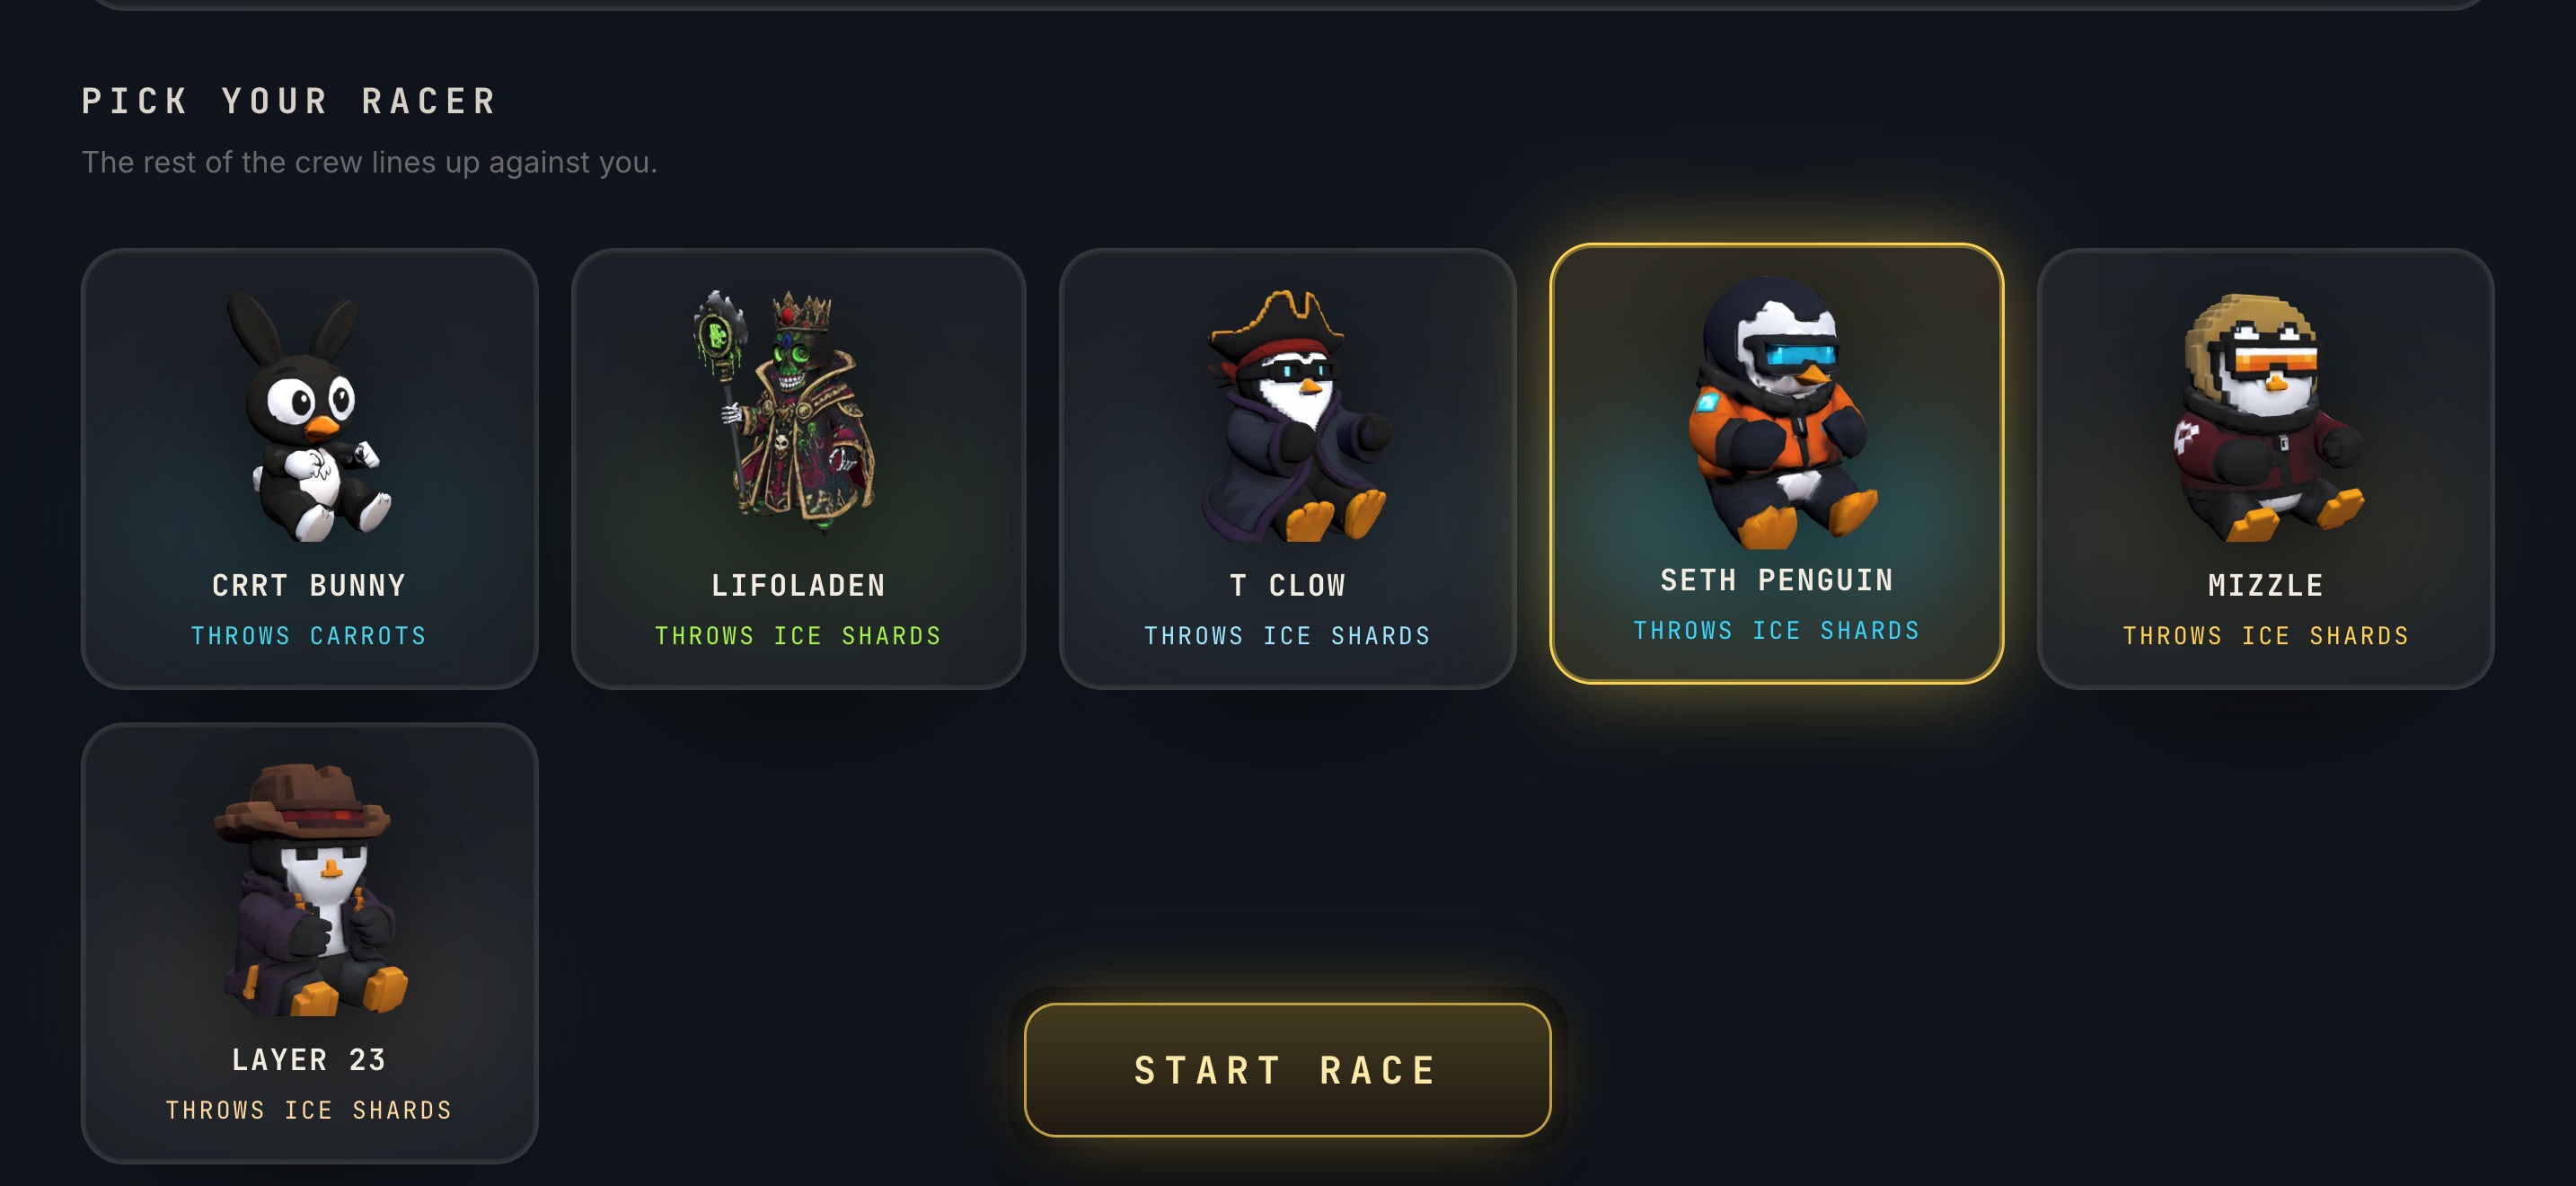 PICK YOUR RACER
The rest of the crew lines up against you.
CRRT BUNNY
THROWS CARROTS
LIFOLADEN
THROWS ICE SHARDS
T CLOW
THROWS ICE SHARDS
SETH PENGUIN
THROWS ICE SHARDS
MIZZLE
THROWS ICE SHARDS
LAYER 23
THROWS ICE SHARDS
START RACE